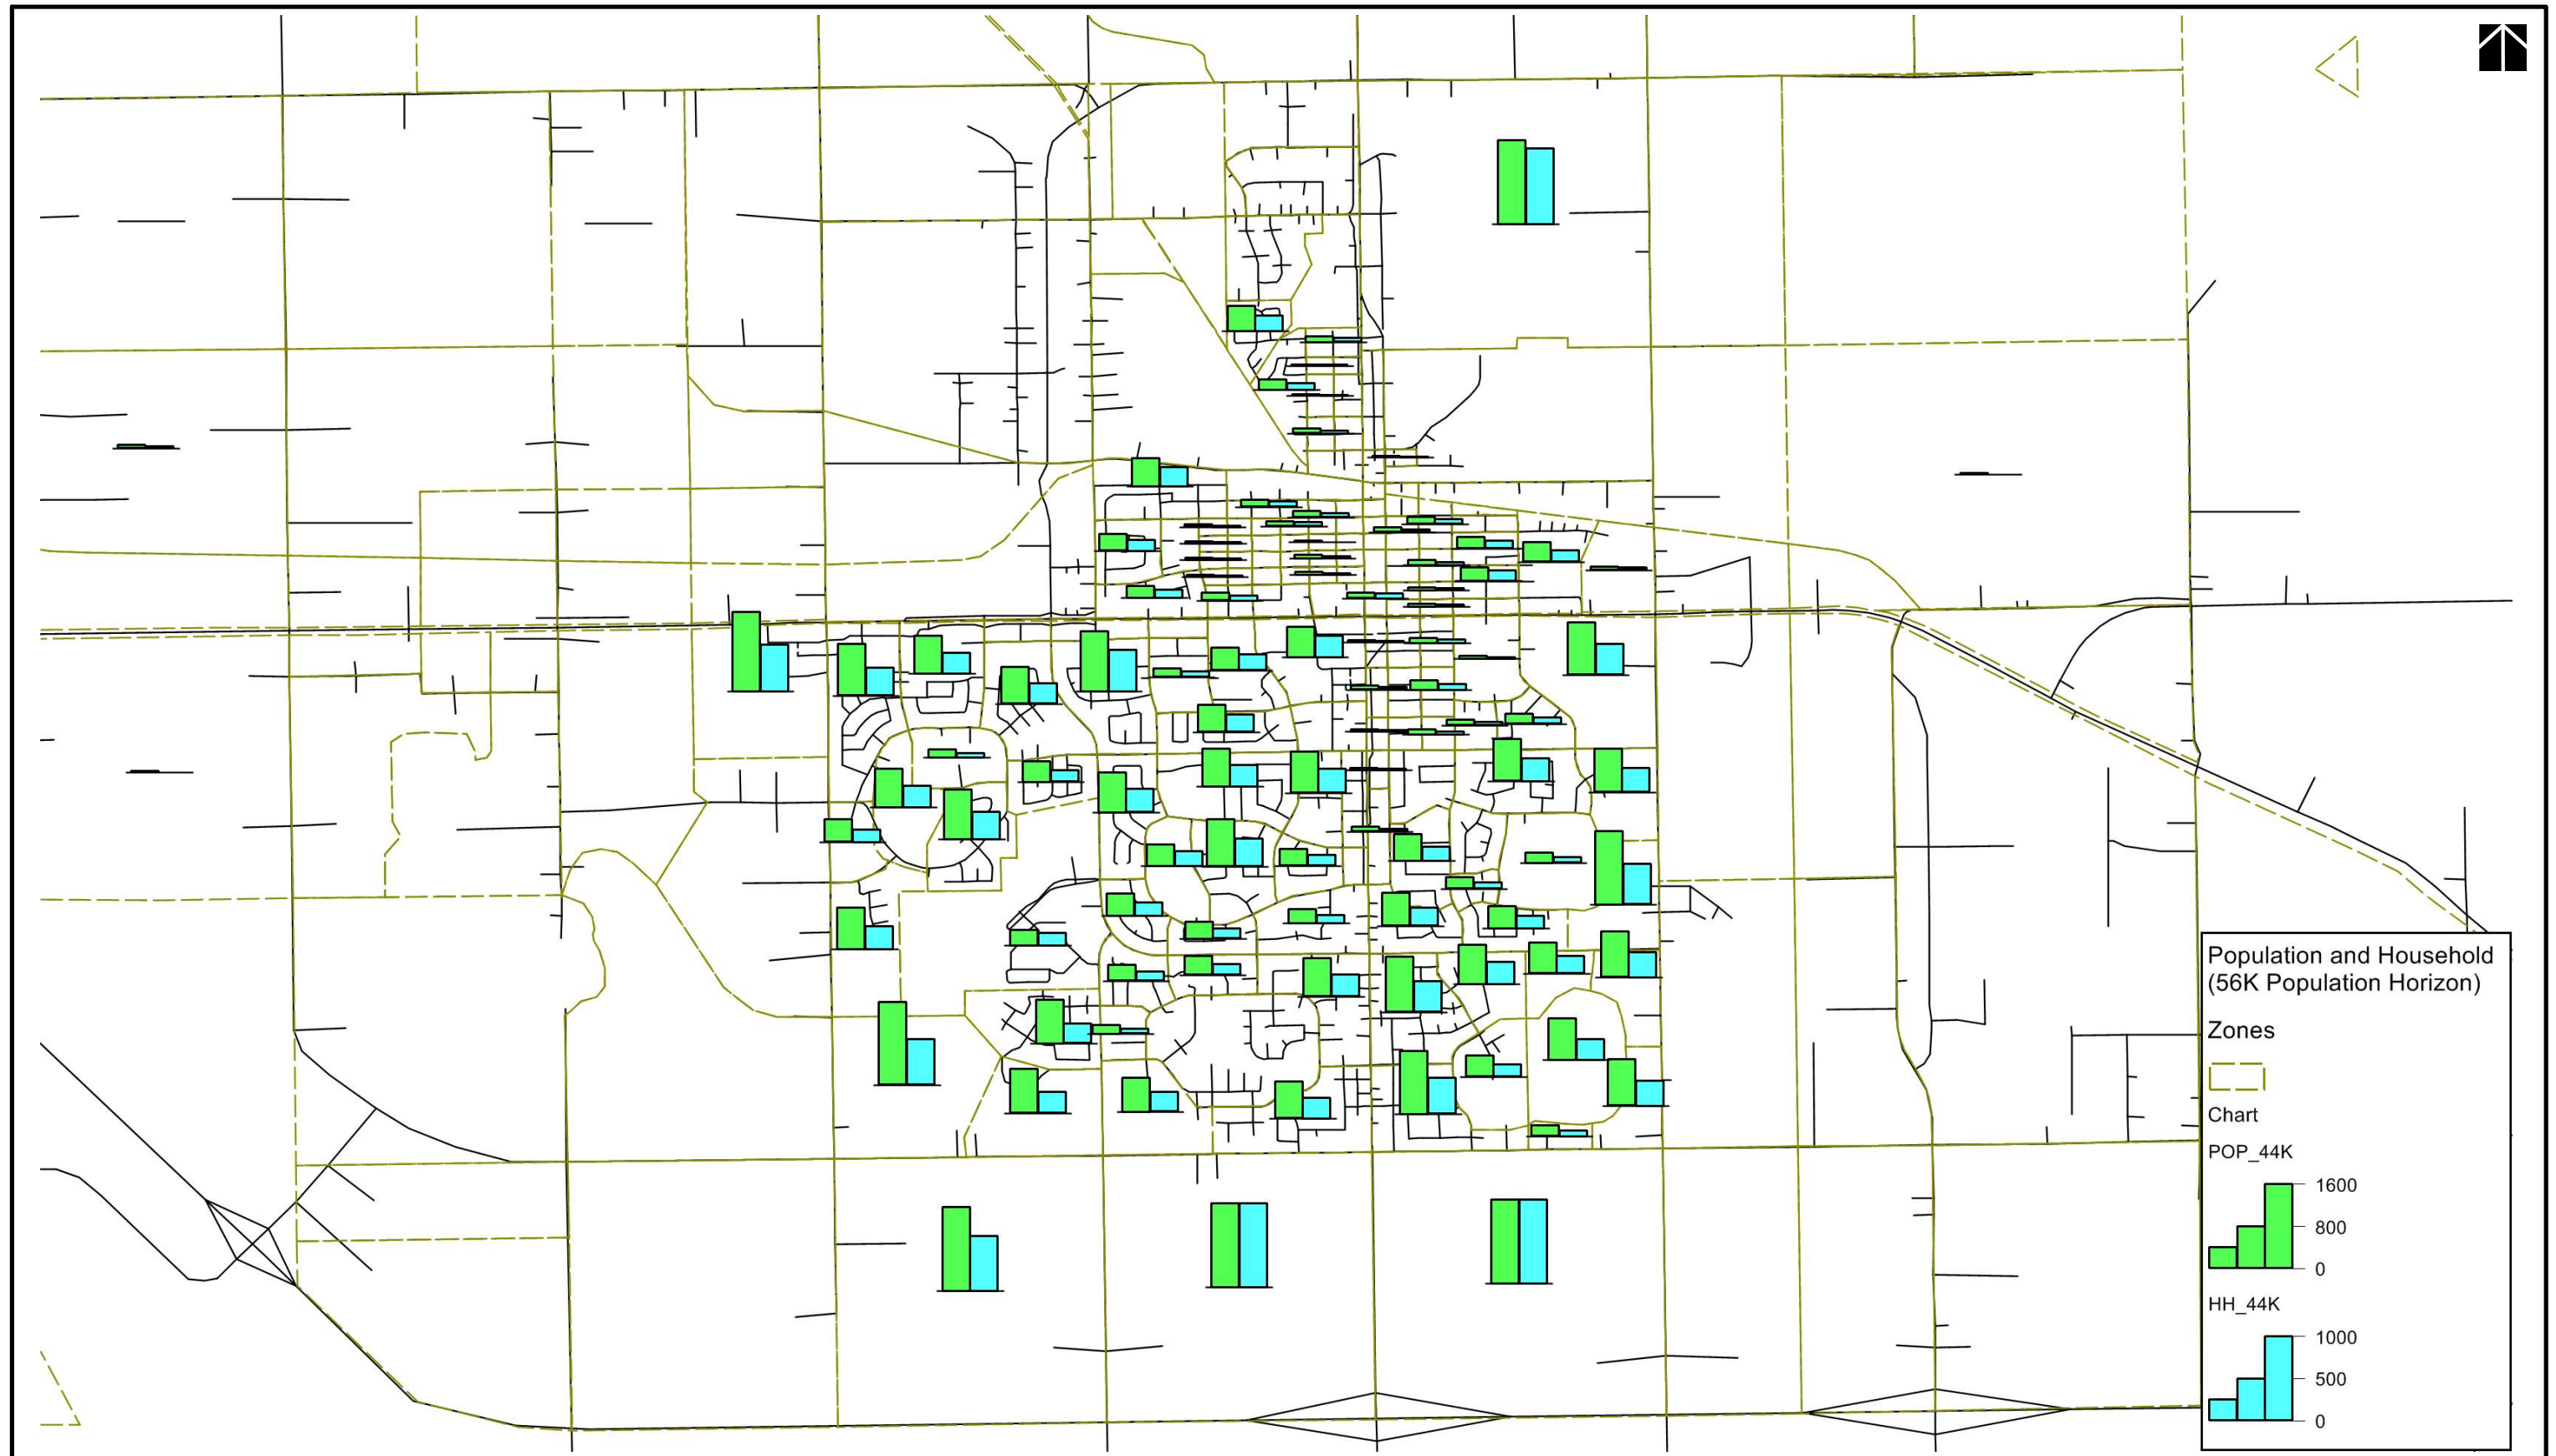 Population and Household
(56K Population Horizon)
Zones
Chart
POP_44K
1600
800
0
HH_44K
1000
500
0